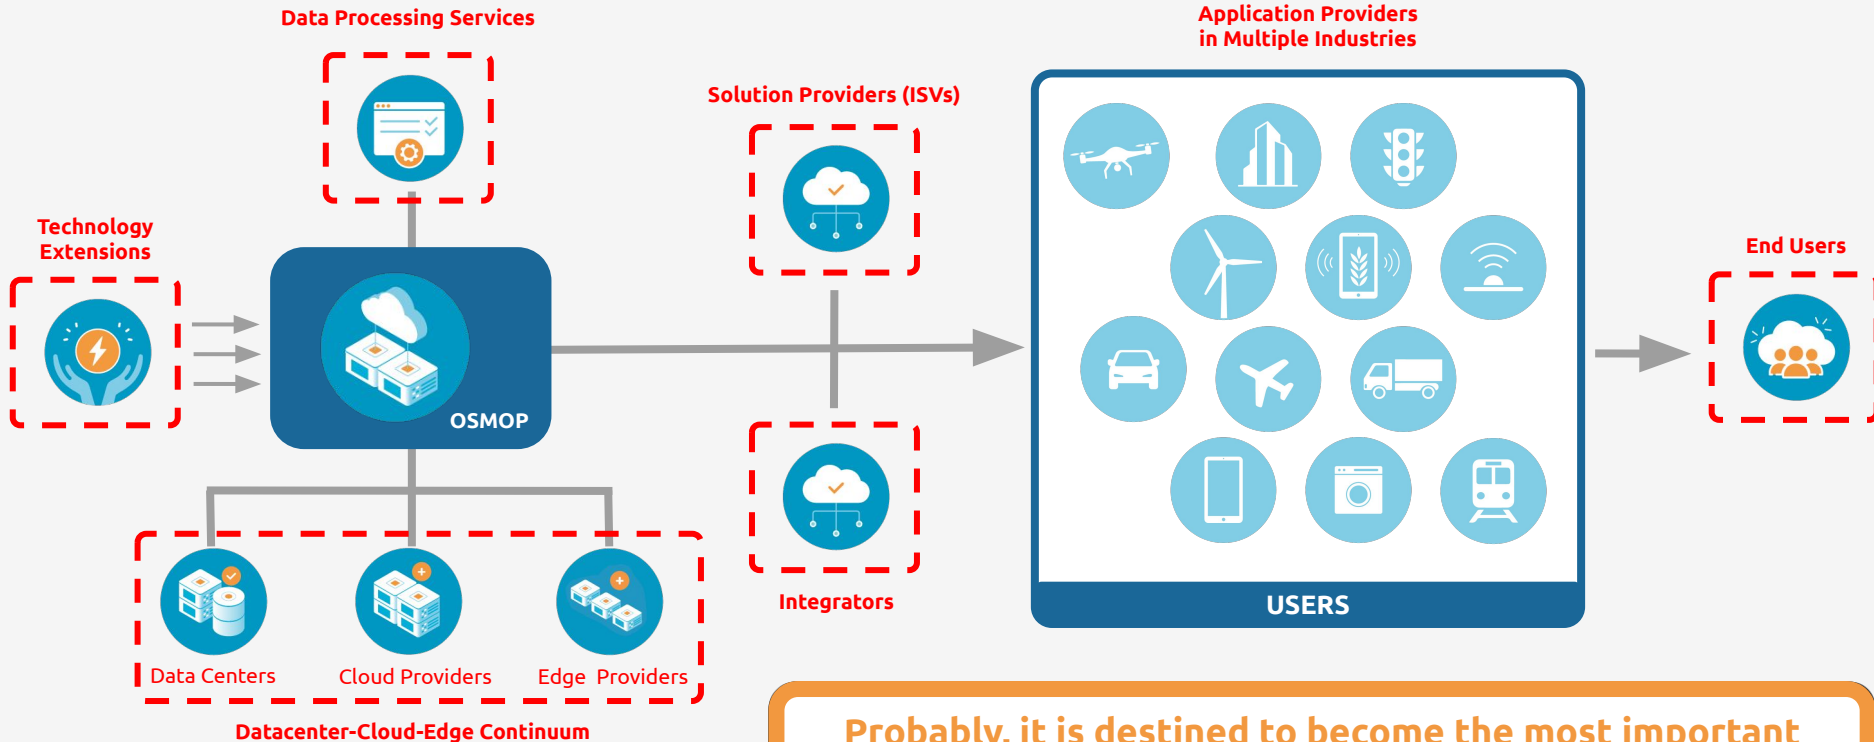 Data Processing Services
Application Providers
in Multiple Industries
Solution Providers (ISVs)
Technology
Extensions
End Users
OSMOP
Integrators
USERS
Data Centers
Cloud Providers
Edge Providers
Datacenter-Cloud-Edge Continuum
Probably, it is destined to become the most important